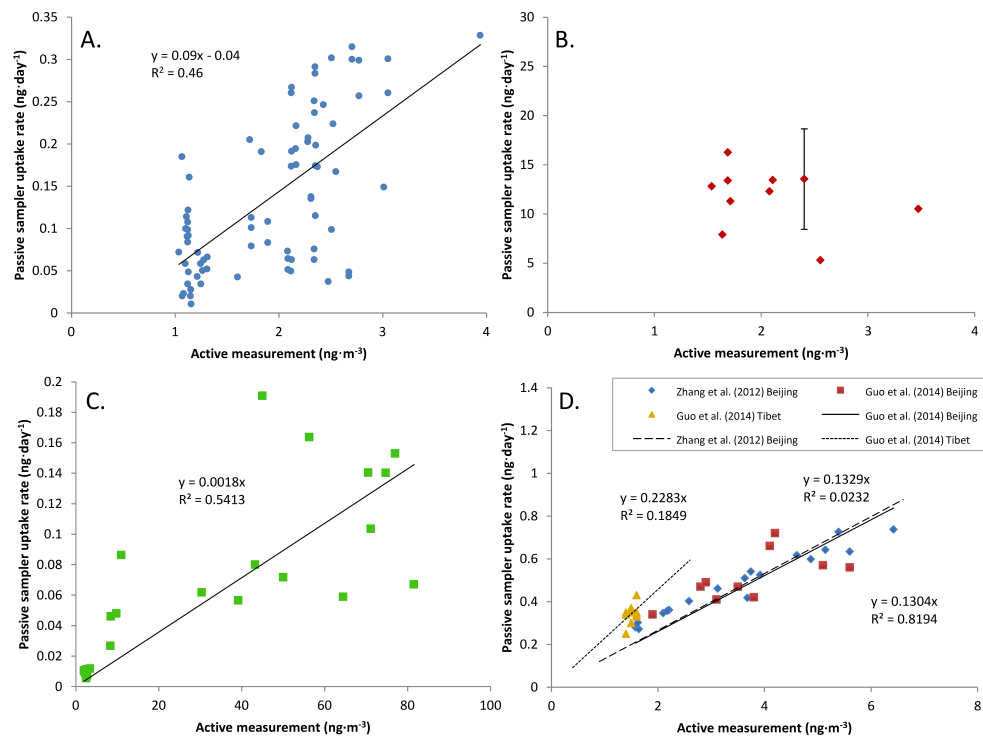 A.
y = 0.09x - 0.04
R² = 0.46
Passive sampler uptake rate (ng·day⁻¹)
0.35
0.3
0.25
0.2
0.15
0.1
0.05
0
0 1 2 3 4
Active measurement (ng·m⁻³)
B.
Passive sampler uptake rate (ng·day⁻¹)
30
25
20
15
10
5
0
0 1 2 3 4
Active measurement (ng·m⁻³)
C.
y = 0.0018x
R² = 0.5413
Passive sampler uptake rate (ng·day⁻¹)
0.2
0.18
0.16
0.14
0.12
0.1
0.08
0.06
0.04
0.02
0
0 20 40 60 80 100
Active measurement (ng·m⁻³)
D.
Zhang et al. (2012) Beijing
Guo et al. (2014) Beijing
Guo et al. (2014) Tibet
Guo et al. (2014) Beijing
Zhang et al. (2012) Beijing
Guo et al. (2014) Tibet
y = 0.2283x
R² = 0.1849
y = 0.1329x
R² = 0.0232
y = 0.1304x
R² = 0.8194
Passive sampler uptake rate (ng·day⁻¹)
1.4
1.2
1
0.8
0.6
0.4
0.2
0
0 2 4 6 8
Active measurement (ng·m⁻³)